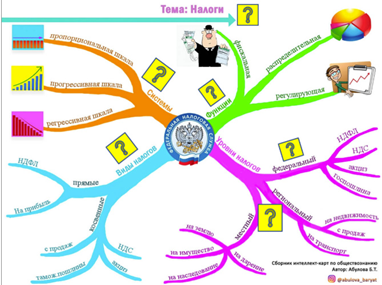 Тема: Налоги
?
пропорциональная шкала
прогрессивная шкала
регрессивная шкала
Системы
?
фискальная
распределительная
регулирующая
Функции
?
Виды налогов
?
прямые
НДФЛ
На прибыль
косвенные
с продаж
тамож пошлины
НДС
акциз
Уровни налогов
федеральный
?
НДФЛ
НДС
акциз
госпошлина
региональный
?
на недвижимость
с продаж
на транспорт
местный
на землю
на имущество
на наследование
Сборник интеллект-карт по обществознанию
Автор: Абулова Б.Т.
@abulova_baryat